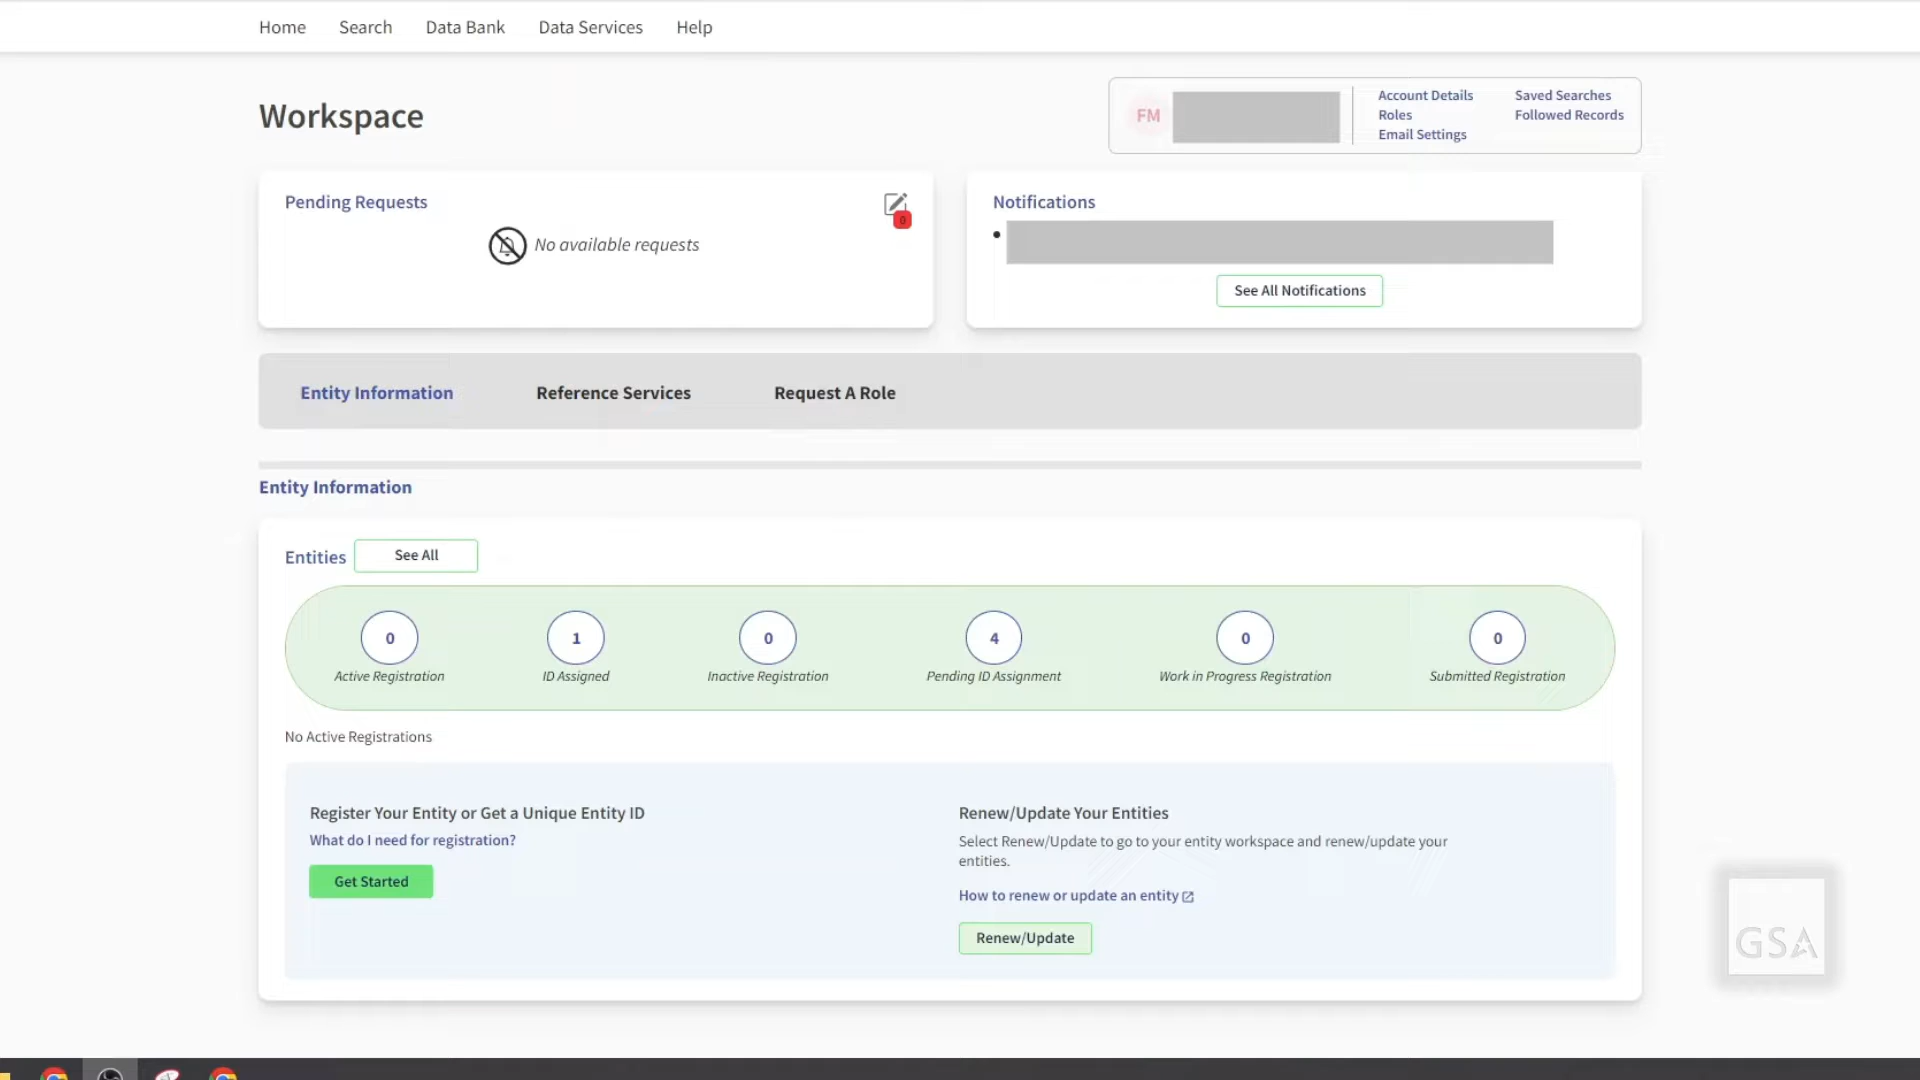 Home Search Data Bank Data Services Help
Workspace
FM
Account Details Saved Searches
Roles Followed Records
Email Settings
Pending Requests
0
No available requests
Notifications
See All Notifications
Entity Information Reference Services Request A Role
Entity Information
Entities See All
0 1 0 4 0 0
Active Registration ID Assigned Inactive Registration Pending ID Assignment Work in Progress Registration Submitted Registration
No Active Registrations
Register Your Entity or Get a Unique Entity ID
What do I need for registration?
Get Started
Renew/Update Your Entities
Select Renew/Update to go to your entity workspace and renew/update your
entities.
How to renew or update an entity
Renew/Update
GSA